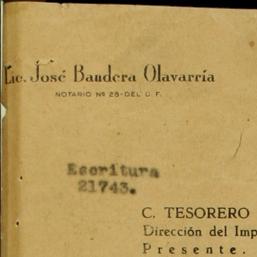 Lic. José Bandera Olavarría
NOTARIO Nº 28-DEL D. F.
Escritura
21743.
C. TESORERO
Dirección del Imp
Presente.